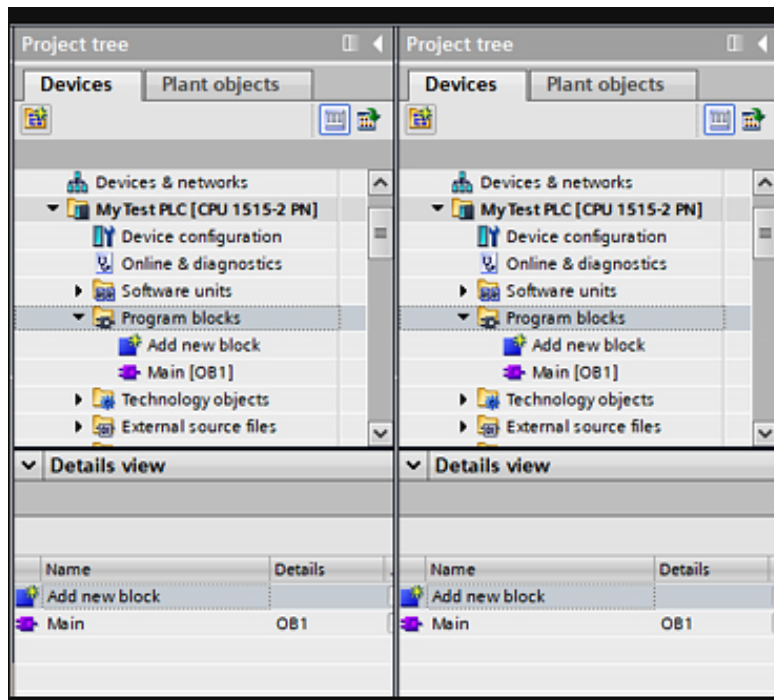 Project tree
Devices Plant objects
Devices & networks
My Test PLC [CPU 1515-2 PN]
Device configuration
Online & diagnostics
Software units
Program blocks
Add new block
Main [OB1]
Technology objects
External source files
Details view
Name Details
Add new block
Main OB1
Project tree
Devices Plant objects
Devices & networks
My Test PLC [CPU 1515-2 PN]
Device configuration
Online & diagnostics
Software units
Program blocks
Add new block
Main [OB1]
Technology objects
External source files
Details view
Name Details
Add new block
Main OB1